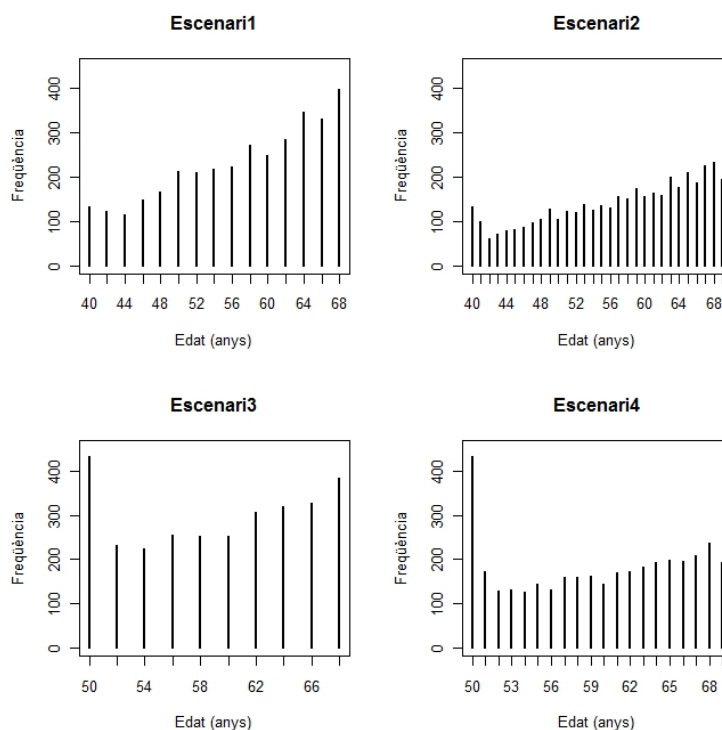 Escenari1
Freqüència
0 100 200 300 400
40 44 48 52 56 60 64 68
Edat (anys)
Escenari2
Freqüència
0 100 200 300 400
40 44 48 52 56 60 64 68
Edat (anys)
Escenari3
Freqüència
0 100 200 300 400
50 54 58 62 66
Edat (anys)
Escenari4
Freqüència
0 100 200 300 400
50 53 56 59 62 65 68
Edat (anys)